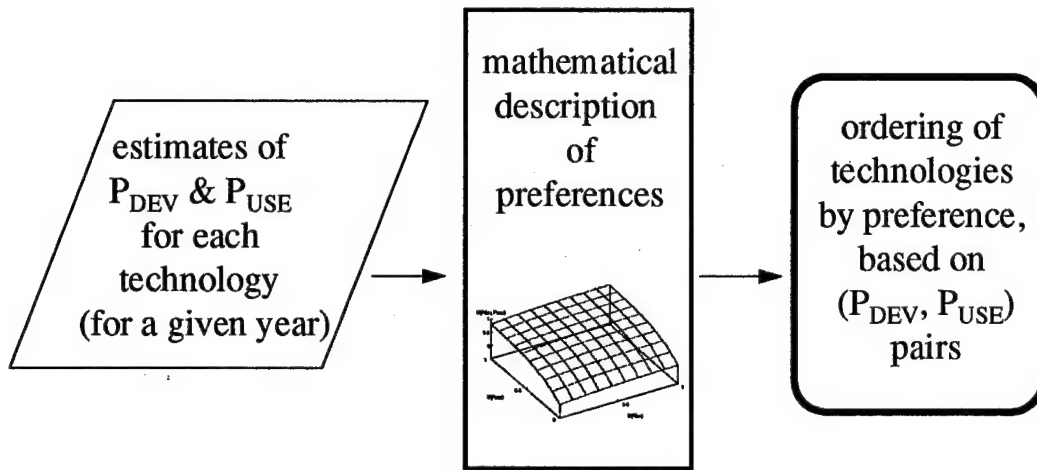 estimates of
P_DEV & P_USE
for each
technology
(for a given year)
mathematical
description
of
preferences
ordering of
technologies
by preference,
based on
(P_DEV, P_USE)
pairs